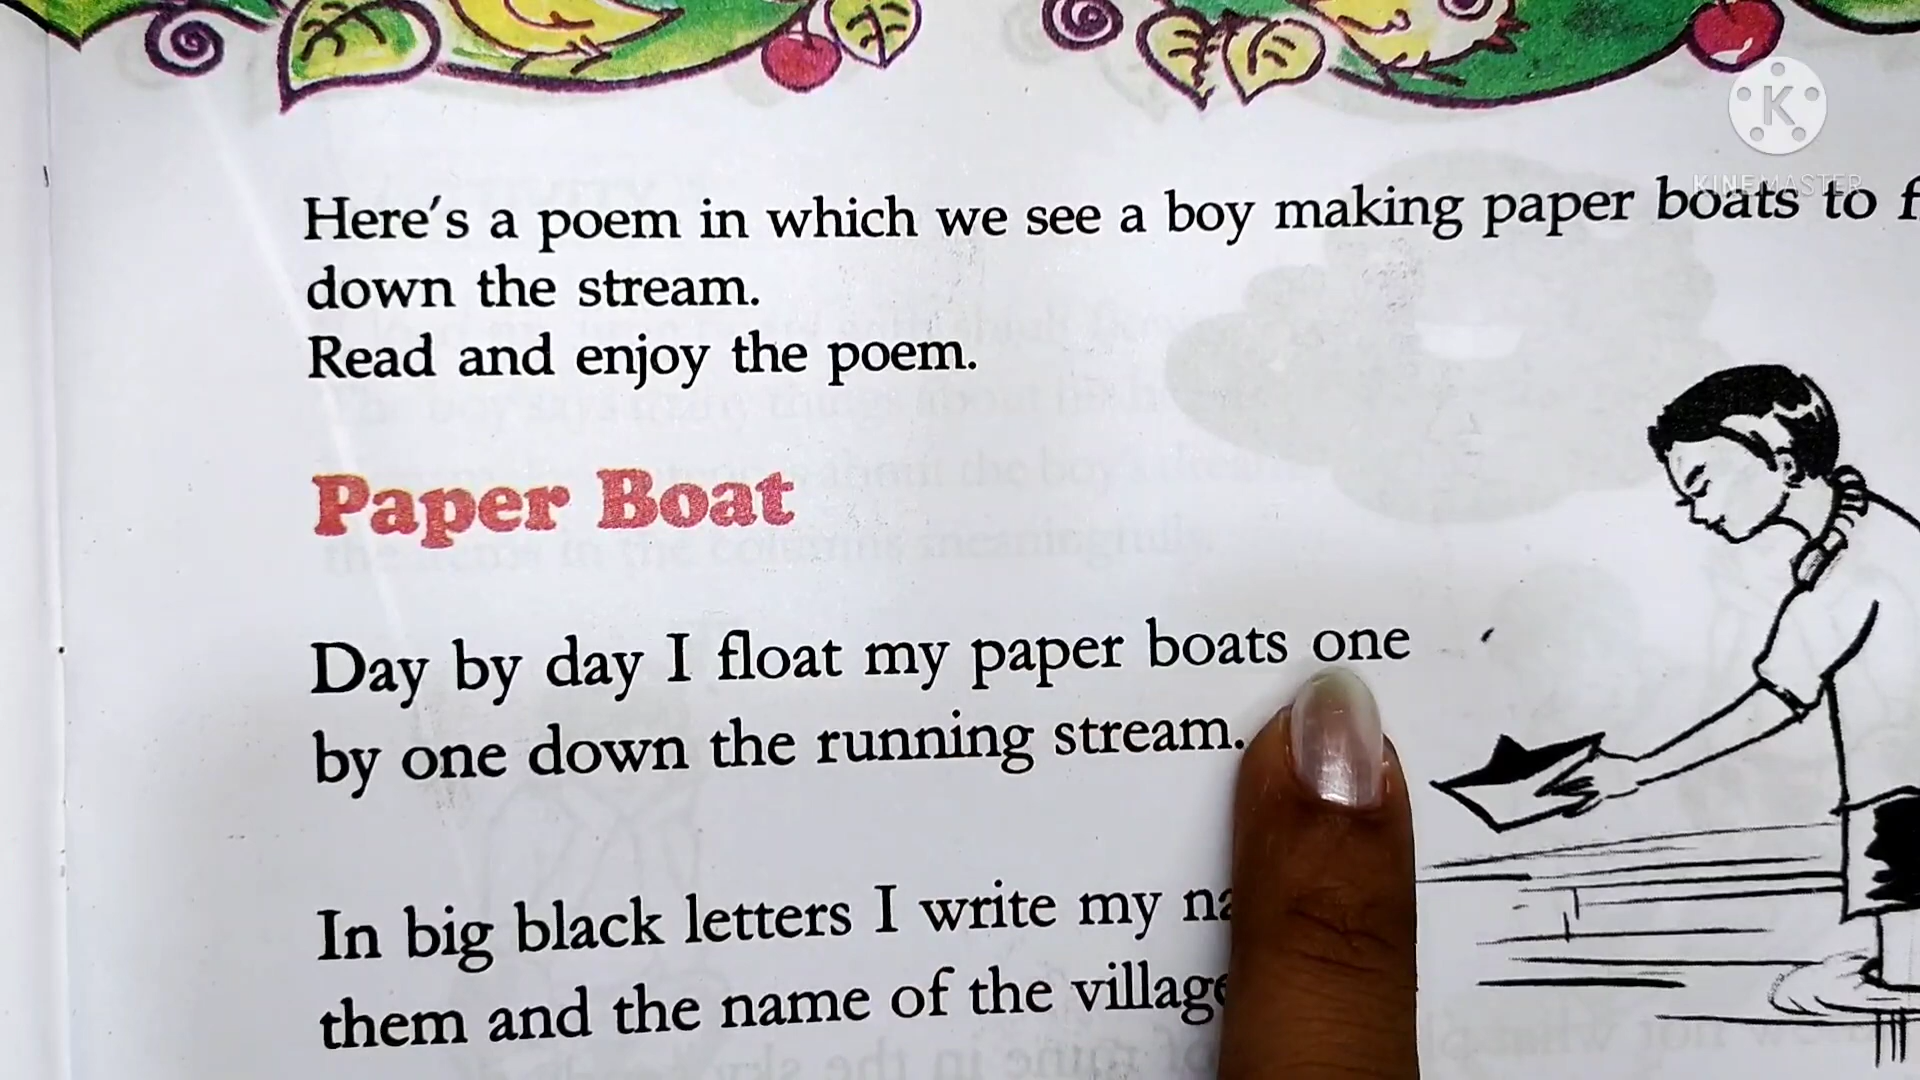 KINEMASTER
Here's a poem in which we see a boy making paper boats to
down the stream.
Read and enjoy the poem.
Paper Boat
Day by day I float my paper boats one
by one down the running stream.
In big black letters I write my
them and the name of the village